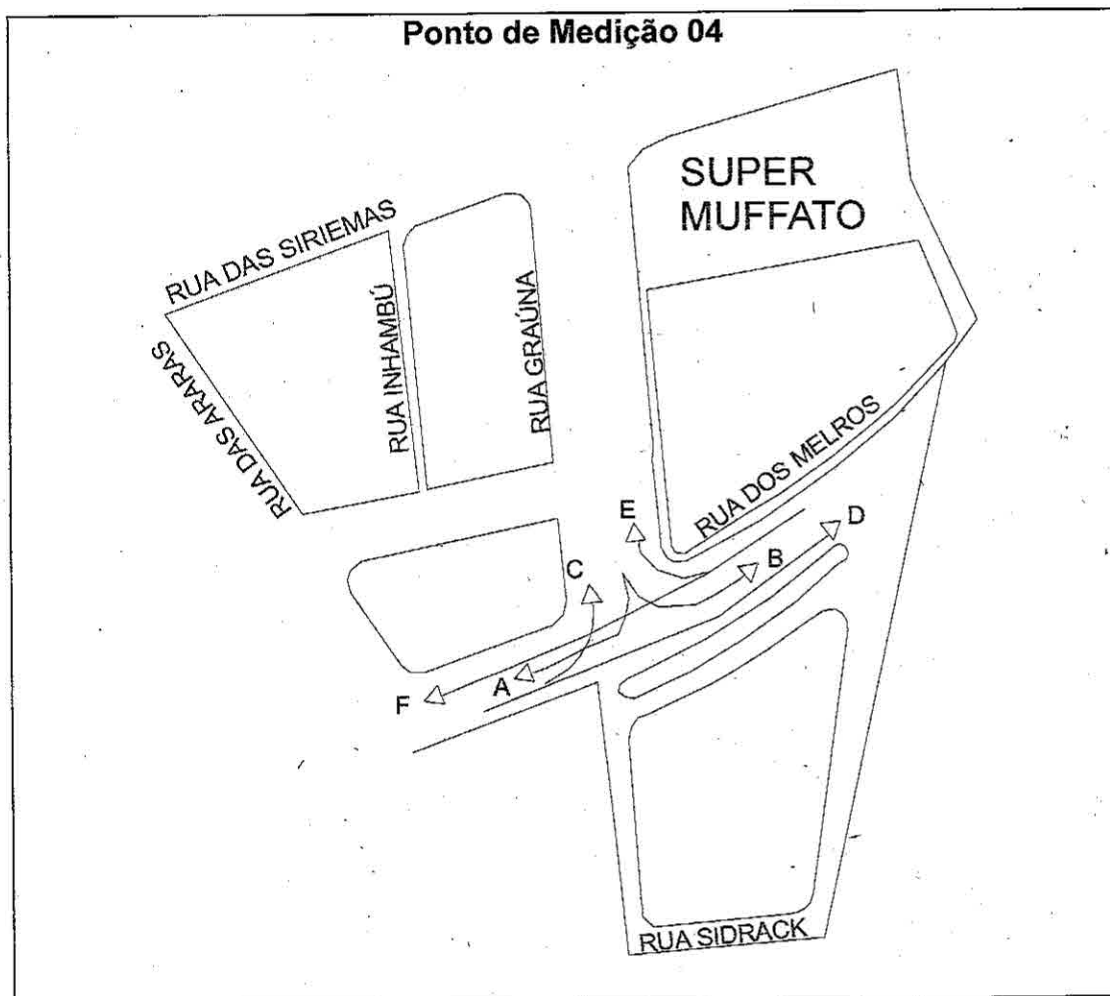 Ponto de Medição 04
SUPER
MUFFATO
RUA DAS SIRIEMAS
RUA DAS ARARAS
RUA INHAMBÚ
RUA GRAÚNA
RUA DOS MELROS
E
D
B
C
A
F
RUA SIDRACK